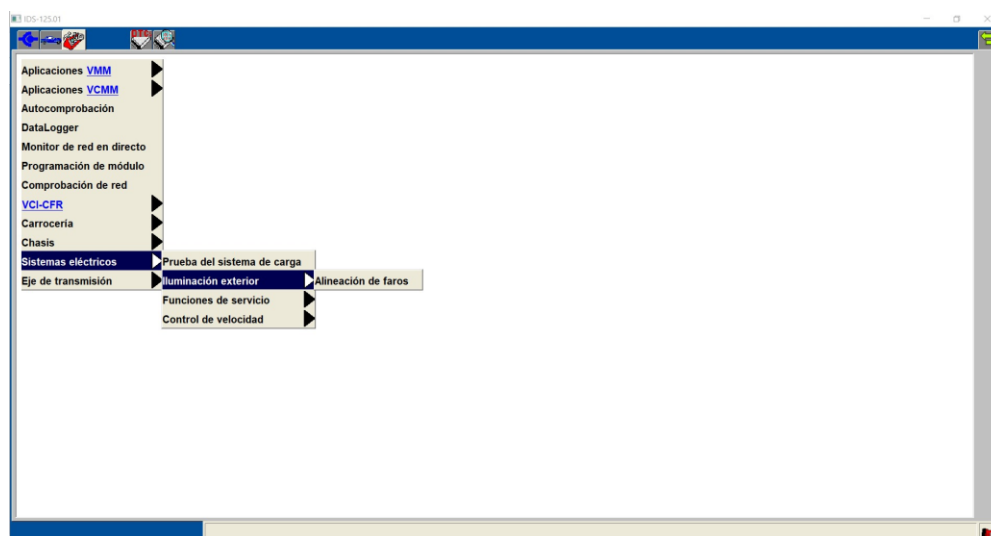 IDS-125.01
DTC
Aplicaciones VMM
Aplicaciones VCMM
Autocomprobación
DataLogger
Monitor de red en directo
Programación de módulo
Comprobación de red
VCI-CFR
Carrocería
Chasis
Sistemas eléctricos
Eje de transmisión
Prueba del sistema de carga
Iluminación exterior
Funciones de servicio
Control de velocidad
Alineación de faros